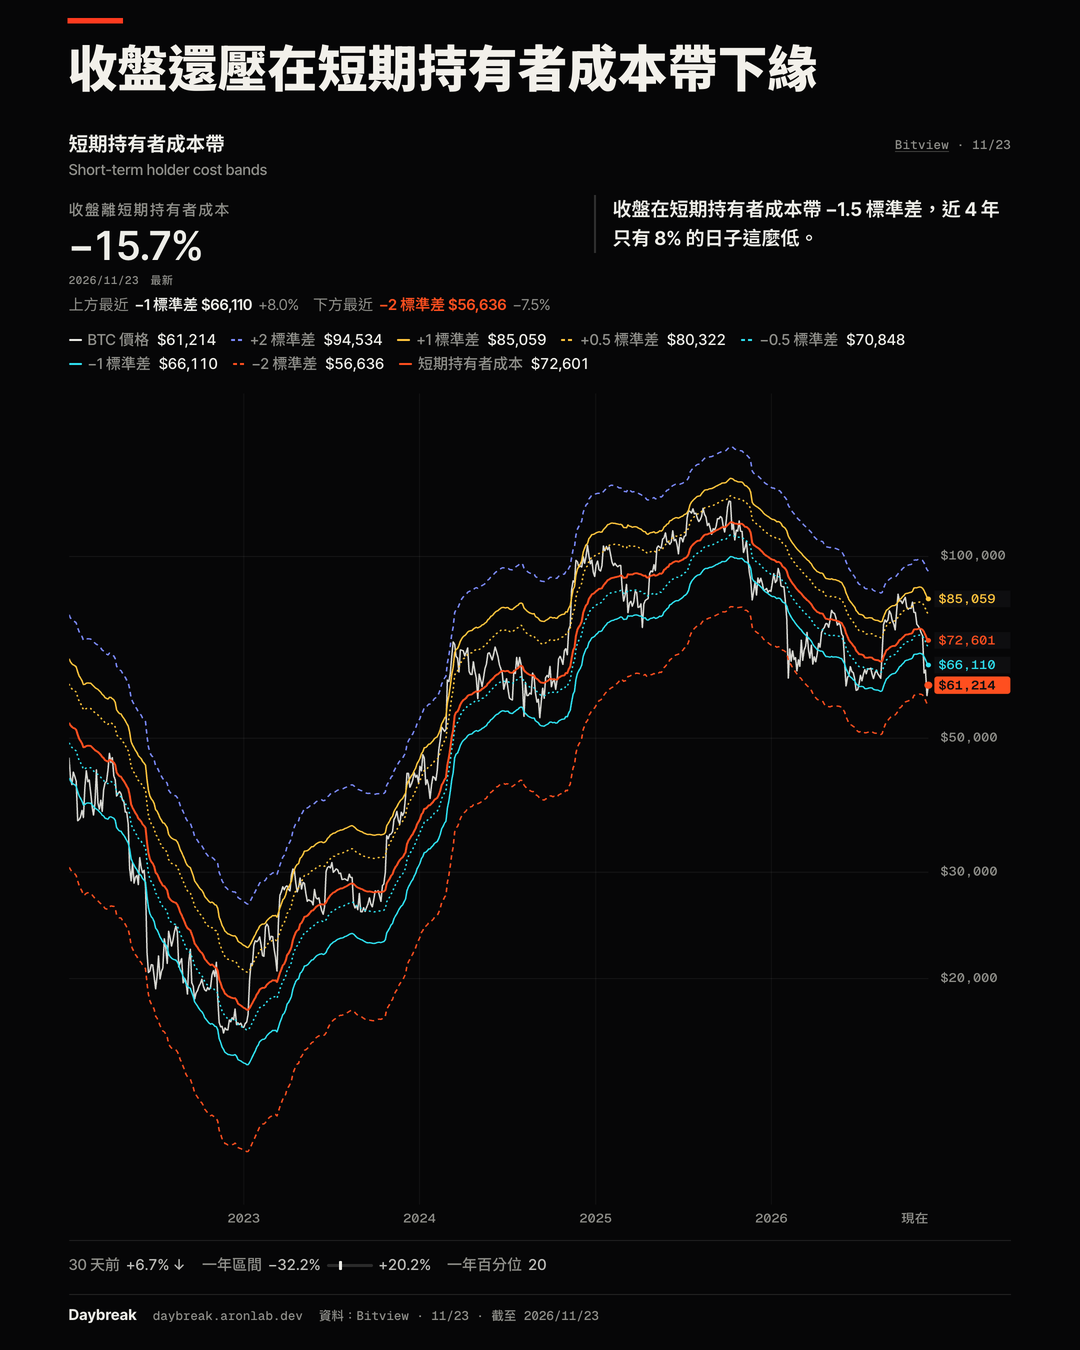 收盤還壓在短期持有者成本帶下緣
短期持有者成本帶
Bitview · 11/23
Short-term holder cost bands
收盤離短期持有者成本
−15.7%
2026/11/23 最新
收盤在短期持有者成本帶 −1.5 標準差，近 4 年
只有 8% 的日子這麼低。
上方最近 −1 標準差 $66,110 +8.0% 下方最近 −2 標準差 $56,636 −7.5%
BTC 價格 $61,214 +2 標準差 $94,534 +1 標準差 $85,059 +0.5 標準差 $80,322 −0.5 標準差 $70,848
−1 標準差 $66,110 −2 標準差 $56,636 短期持有者成本 $72,601
$100,000
$85,059
$72,601
$66,110
$61,214
$50,000
$30,000
$20,000
2023 2024 2025 2026 現在
30 天前 +6.7% ↓ 一年區間 −32.2% +20.2% 一年百分位 20
Daybreak daybreak.aronlab.dev 資料：Bitview · 11/23 · 截至 2026/11/23